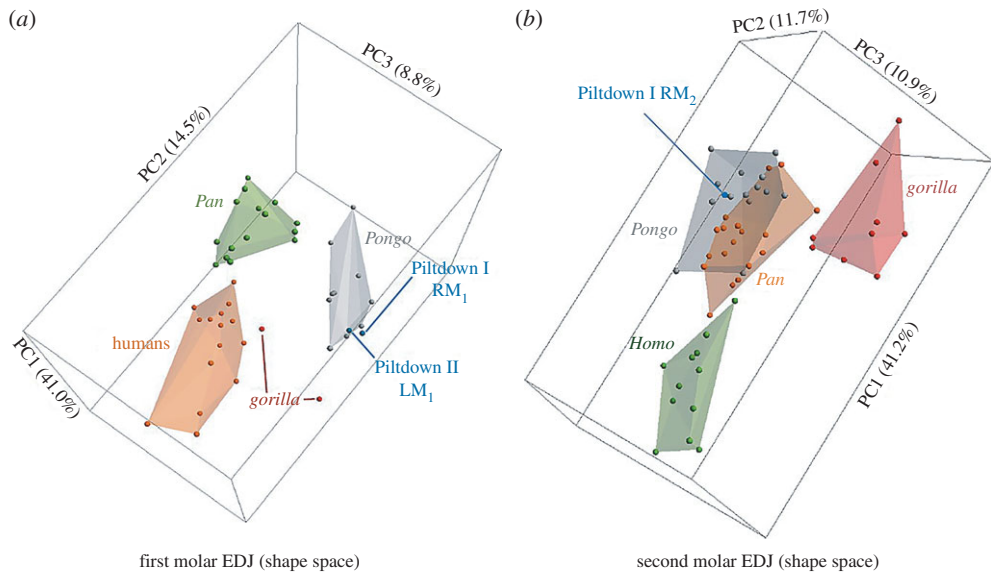 (a)
PC2 (14.5%)
PC3 (8.8%)
Pan
Pongo
Piltdown I
RM1
humans
Piltdown II
LM1
gorilla
PC1 (41.0%)
first molar EDJ (shape space)
(b)
PC2 (11.7%)
PC3 (10.9%)
Piltdown I RM2
gorilla
Pongo
Pan
Homo
PC1 (41.2%)
second molar EDJ (shape space)